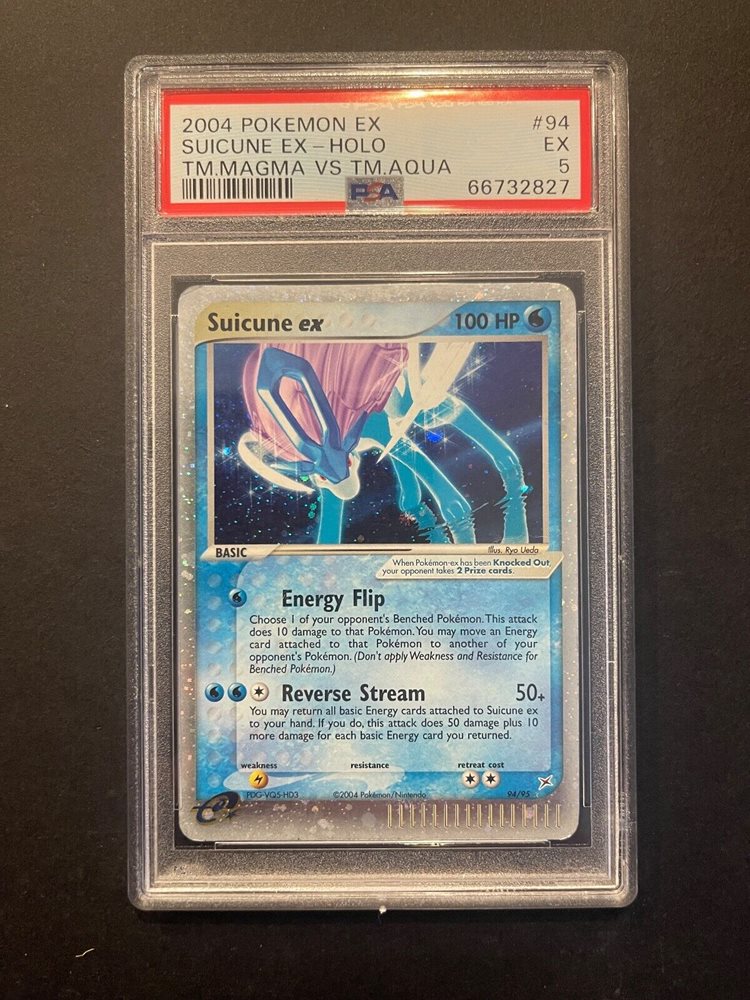 2004 POKEMON EX #94
SUICUNE EX-HOLO EX
TM.MAGMA VS TM.AQUA 5
PSA 66732827
Suicune ex 100 HP
BASIC
Illus. Ryo Ueda
When Pokémon-ex has been Knocked Out,
your opponent takes 2 Prize cards.
Energy Flip
Choose 1 of your opponent's Benched Pokémon. This attack
does 10 damage to that Pokémon. You may move an Energy
card attached to that Pokémon to another of your
opponent's Pokémon. (Don't apply Weakness and Resistance for
Benched Pokémon.)
Reverse Stream 50+
You may return all basic Energy cards attached to Suicune ex
to your hand. If you do, this attack does 50 damage plus 10
more damage for each basic Energy card you returned.
weakness resistance retreat cost
PDG-VQ5-HD3 ©2004 Pokémon/Nintendo 94/95
e